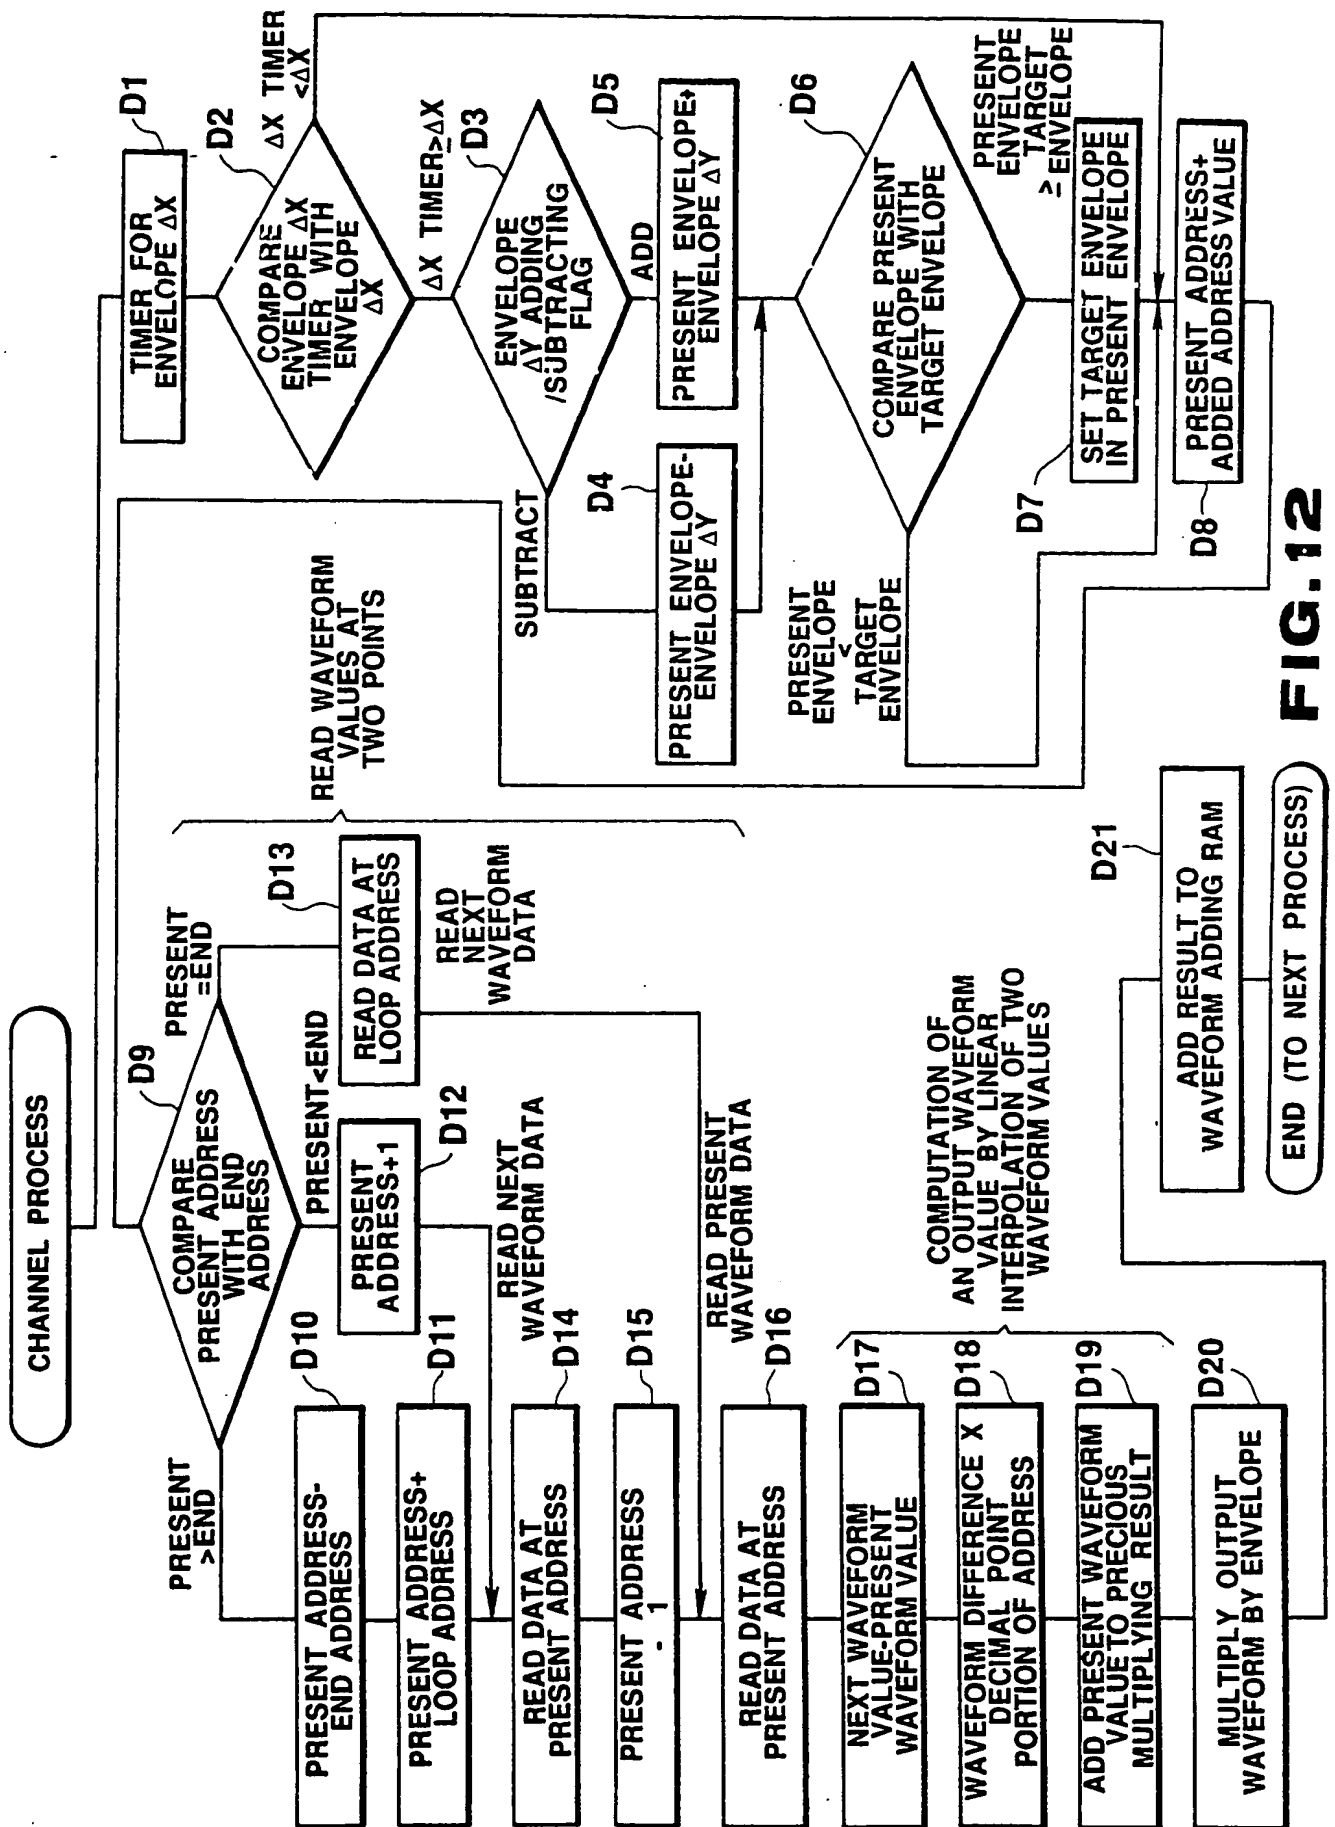 CHANNEL PROCESS
TIMER FOR
ENVELOPE ΔX
D1
COMPARE
ENVELOPE ΔX
TIMER WITH
ENVELOPE
ΔX
D2
ΔX TIMER
<ΔX
ΔX TIMER≥ΔX
ENVELOPE
ΔY ADDING
/SUBTRACTING
FLAG
D3
SUBTRACT
ADD
PRESENT ENVELOPE-
ENVELOPE ΔY
D4
PRESENT ENVELOPE+
ENVELOPE ΔY
D5
COMPARE PRESENT
ENVELOPE WITH
TARGET ENVELOPE
D6
PRESENT
ENVELOPE
<
TARGET
ENVELOPE
PRESENT
ENVELOPE
TARGET
≥ ENVELOPE
SET TARGET ENVELOPE
IN PRESENT ENVELOPE
D7
PRESENT ADDRESS+
ADDED ADDRESS VALUE
D8
COMPARE
PRESENT ADDRESS
WITH END
ADDRESS
D9
PRESENT
>END
PRESENT
=END
PRESENT<END
PRESENT ADDRESS-
END ADDRESS
D10
PRESENT ADDRESS+
LOOP ADDRESS
D11
PRESENT
ADDRESS+1
D12
READ DATA AT
LOOP ADDRESS
D13
READ
NEXT
WAVEFORM
DATA
READ WAVEFORM
VALUES AT
TWO POINTS
READ NEXT
WAVEFORM DATA
READ DATA AT
PRESENT ADDRESS
D14
PRESENT ADDRESS
- 1
D15
READ PRESENT
WAVEFORM DATA
READ DATA AT
PRESENT ADDRESS
D16
NEXT WAVEFORM
VALUE-PRESENT
WAVEFORM VALUE
D17
WAVEFORM DIFFERENCE X
DECIMAL POINT
PORTION OF ADDRESS
D18
ADD PRESENT WAVEFORM
VALUE TO PRECIOUS
MULTIPLYING RESULT
D19
COMPUTATION OF
AN OUTPUT WAVEFORM
VALUE BY LINEAR
INTERPOLATION OF TWO
WAVEFORM VALUES
MULTIPLY OUTPUT
WAVEFORM BY ENVELOPE
D20
ADD RESULT TO
WAVEFORM ADDING RAM
D21
END (TO NEXT PROCESS)
FIG.12